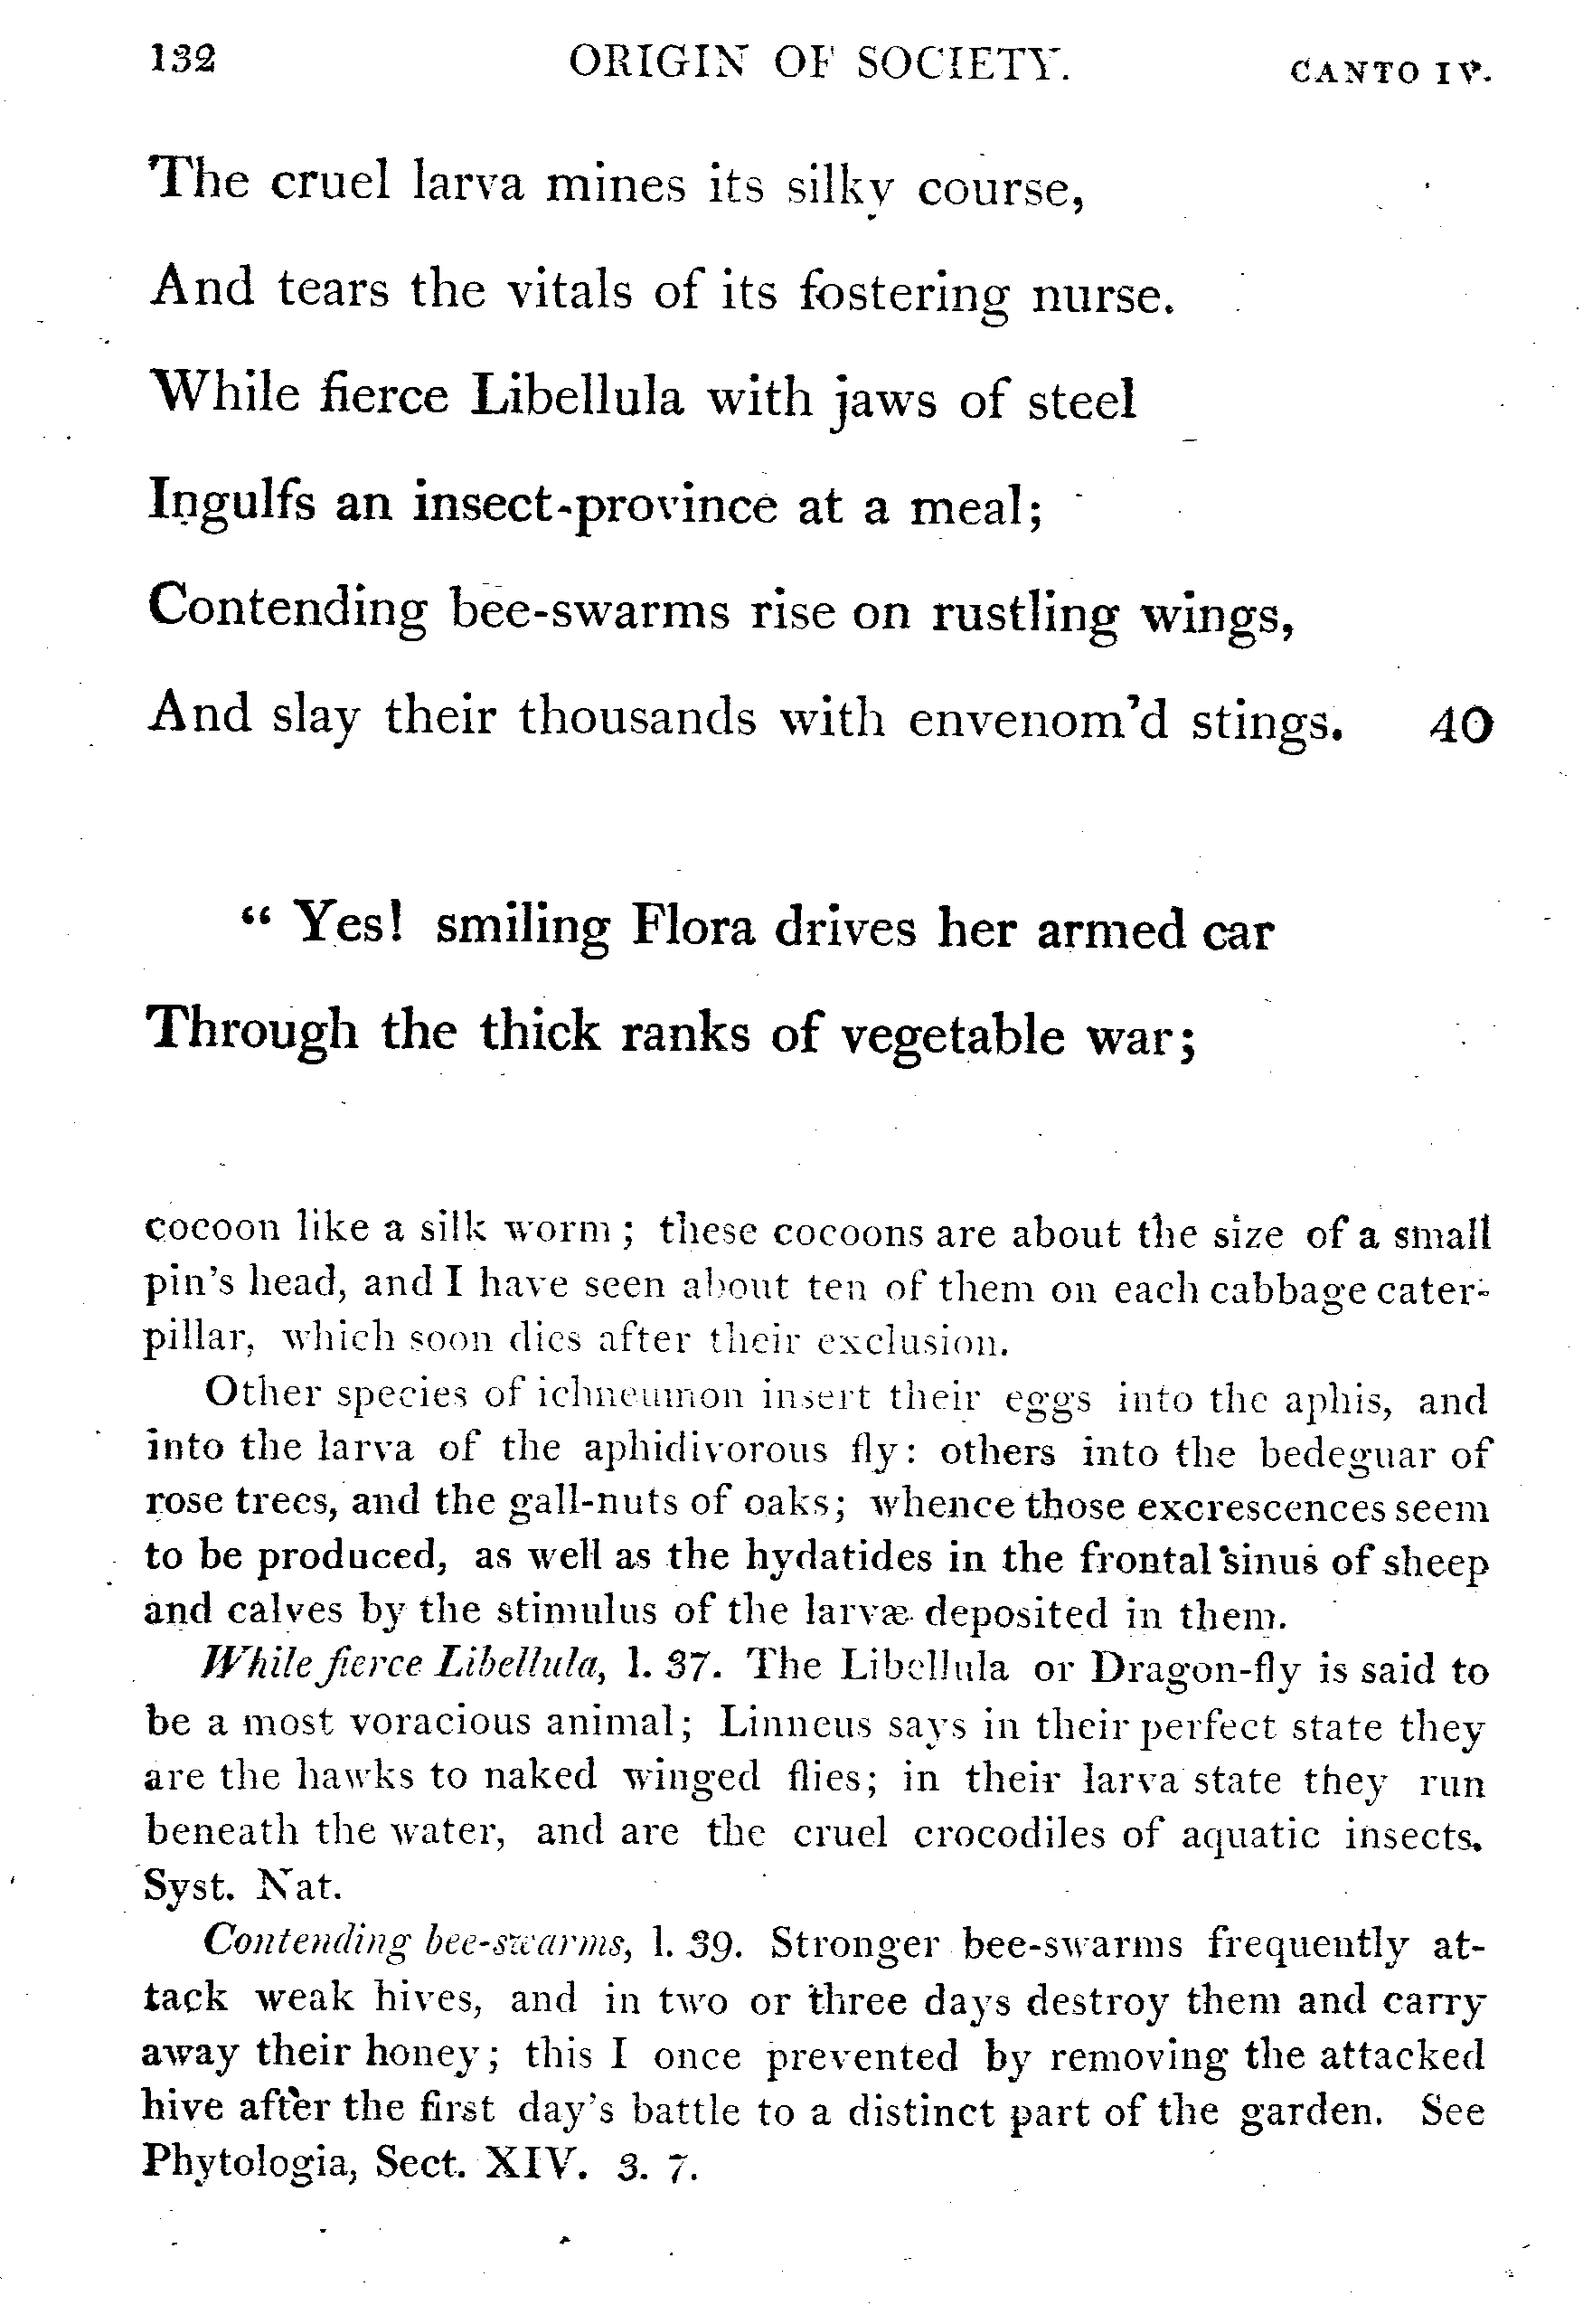 132 ORIGIN OF SOCIETY. CANTO IV.
The cruel larva mines its silky course,
And tears the vitals of its fostering nurse.
While fierce Libellula with jaws of steel
Ingulfs an insect-province at a meal;
Contending bee-swarms rise on rustling wings,
And slay their thousands with envenom'd stings. 40
“ Yes! smiling Flora drives her armed car
Through the thick ranks of vegetable war;
cocoon like a silk worm; these cocoons are about the size of a small
pin's head, and I have seen about ten of them on each cabbage cater-
pillar, which soon dies after their exclusion.
Other species of ichneumon insert their eggs into the aphis, and
into the larva of the aphidivorous fly: others into the bedeguar of
rose trees, and the gall-nuts of oaks; whence those excrescences seem
to be produced, as well as the hydatides in the frontal sinus of sheep
and calves by the stimulus of the larvæ deposited in them.
While fierce Libellula, l. 37. The Libellula or Dragon-fly is said to
be a most voracious animal; Linneus says in their perfect state they
are the hawks to naked winged flies; in their larva state they run
beneath the water, and are the cruel crocodiles of aquatic insects.
Syst. Nat.
Contending bee-swarms, l. 39. Stronger bee-swarms frequently at-
tack weak hives, and in two or three days destroy them and carry
away their honey; this I once prevented by removing the attacked
hive after the first day's battle to a distinct part of the garden. See
Phytologia, Sect. XIV. 3. 7.